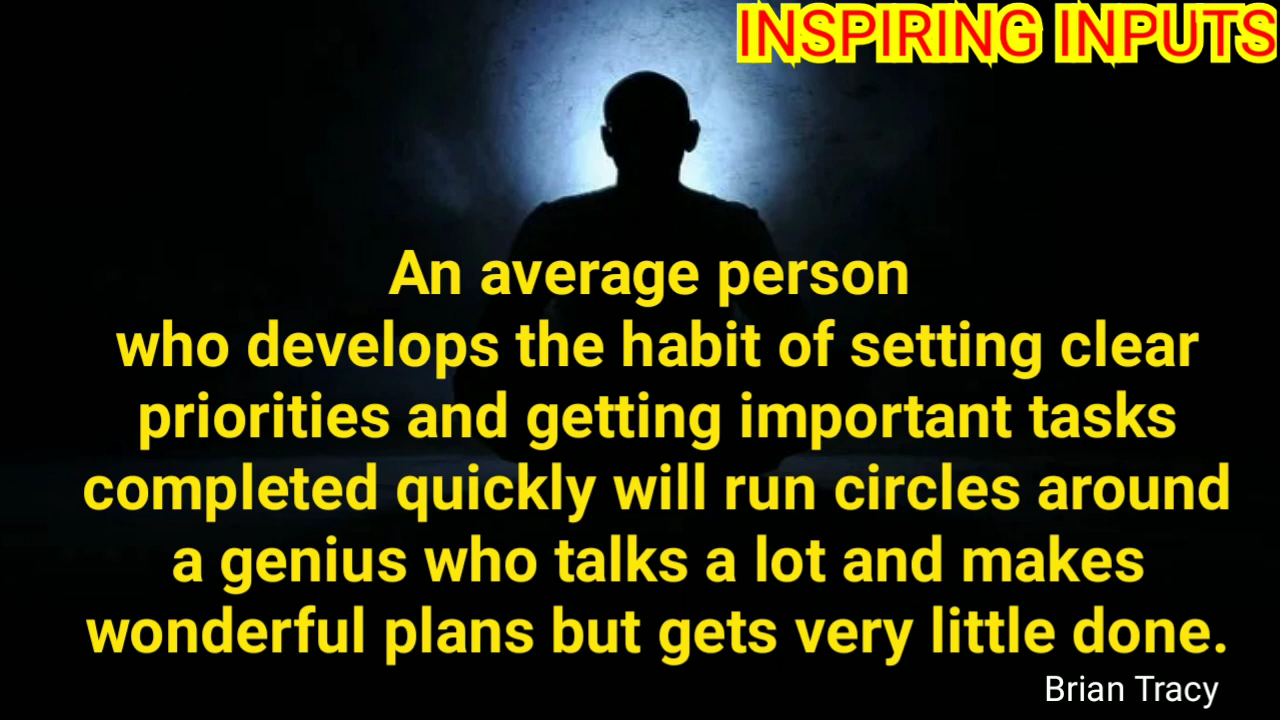 INSPIRING INPUTS
An average person
who develops the habit of setting clear
priorities and getting important tasks
completed quickly will run circles around
a genius who talks a lot and makes
wonderful plans but gets very little done.
Brian Tracy